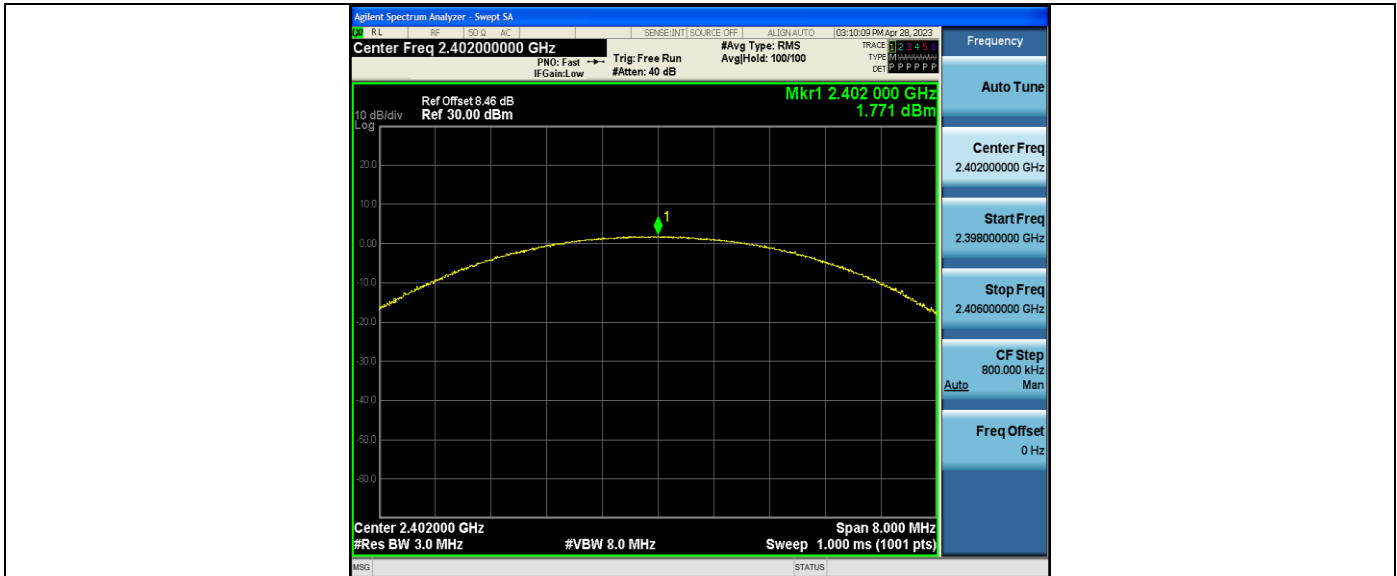 Agilent Spectrum Analyzer - Swept SA
RL RF 50 Ω AC SENSE:INT SOURCE OFF ALIGNAUTO 03:10:09 PM Apr 28, 2023
Center Freq 2.402000000 GHz
PNO: Fast
IFGain:Low
Trig: Free Run
#Atten: 40 dB
#Avg Type: RMS
Avg|Hold: 100/100
TRACE 1 2 3 4 5 6
TYPE M WWWWW
DET P P P P P P
Frequency
Mkr1 2.402 000 GHz
1.771 dBm
Ref Offset 8.46 dB
10 dB/div Ref 30.00 dBm
Log
20.0
10.0
0.00
-10.0
-20.0
-30.0
-40.0
-50.0
-60.0
1
Center 2.402000 GHz
Span 8.000 MHz
#Res BW 3.0 MHz
#VBW 8.0 MHz
Sweep 1.000 ms (1001 pts)
Auto Tune
Center Freq
2.402000000 GHz
Start Freq
2.398000000 GHz
Stop Freq
2.406000000 GHz
CF Step
800.000 kHz
Auto Man
Freq Offset
0 Hz
MSG
STATUS